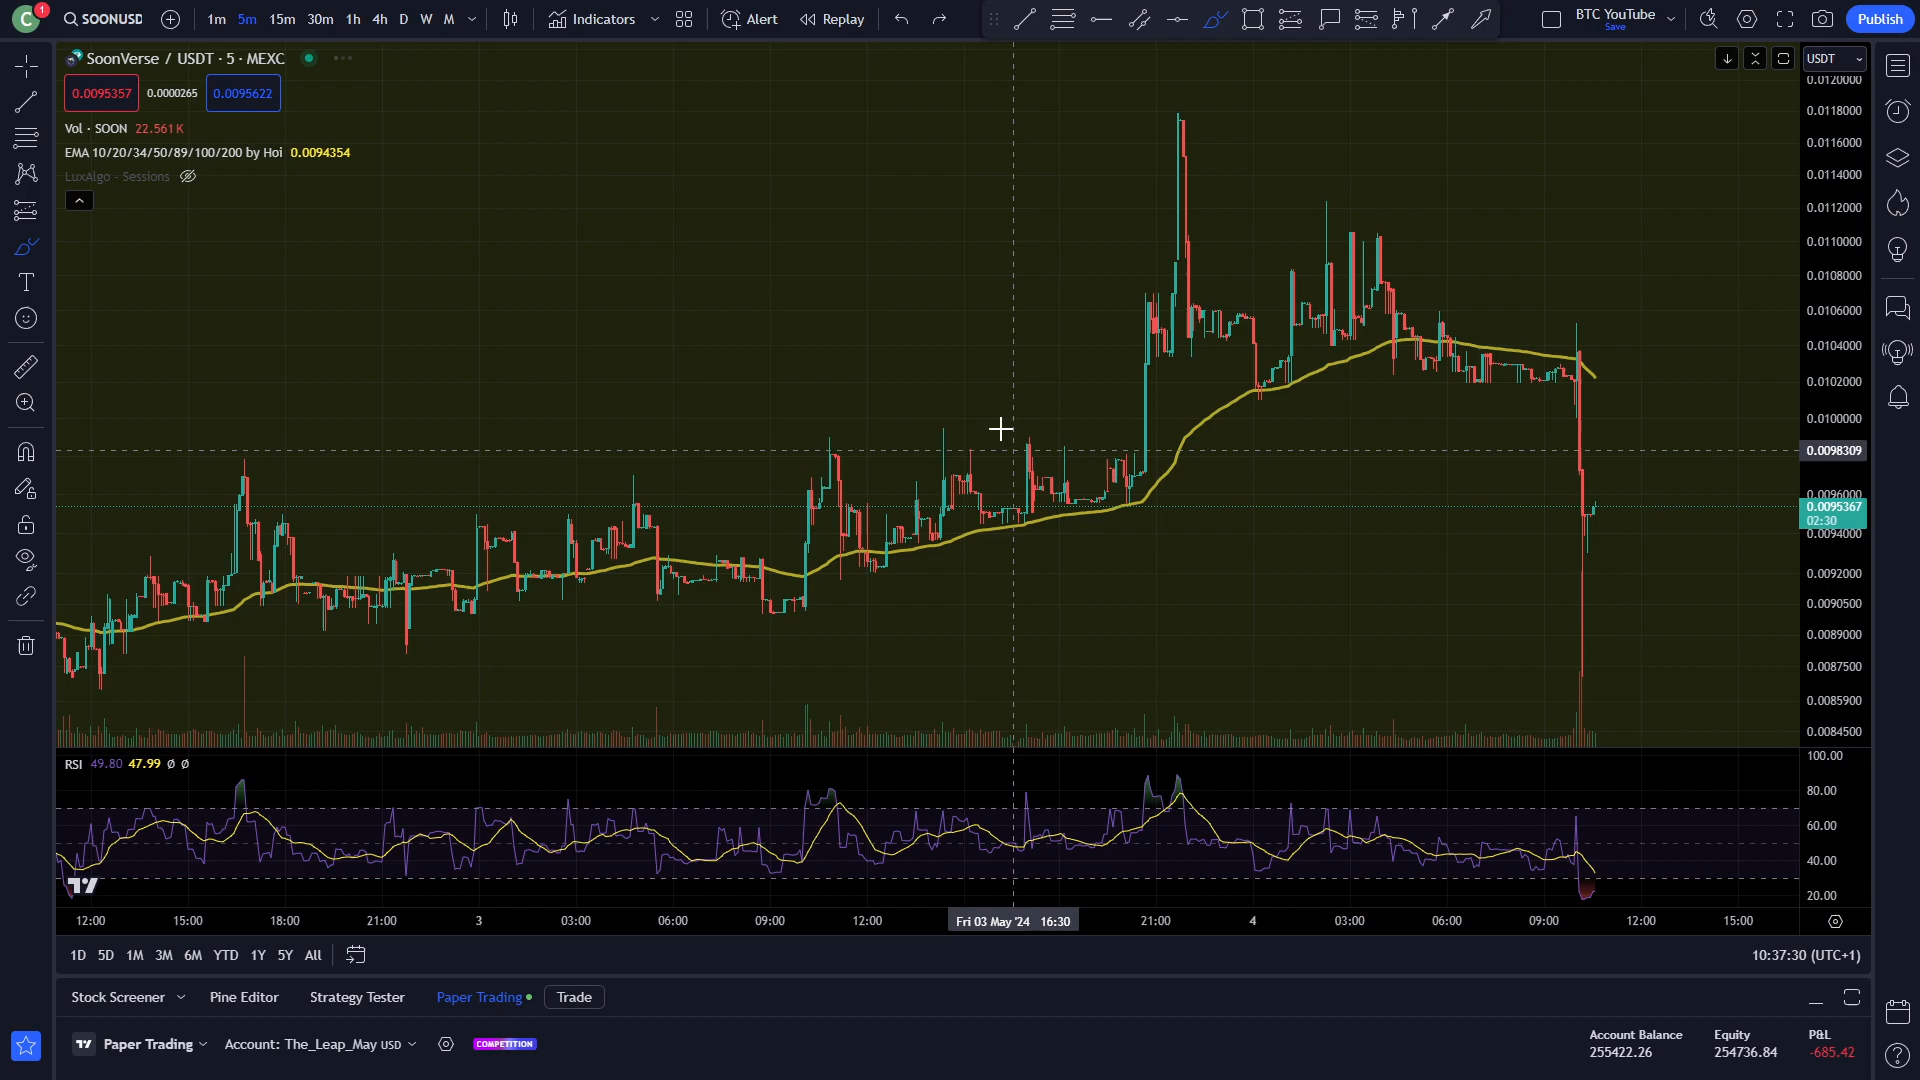 C 1 SOONUSD 1m 5m 15m 30m 1h 4h D W M Indicators Alert Replay BTC YouTube Save Publish
SoonVerse / USDT · 5 · MEXC
USDT
0.0095357 0.0000265 0.0095622
Vol · SOON 22.561 K
EMA 10/20/34/50/89/100/200 by Hoi 0.0094354
LuxAlgo - Sessions
0.0120000
0.0118000
0.0116000
0.0114000
0.0112000
0.0110000
0.0108000
0.0106000
0.0104000
0.0102000
0.0100000
0.0098309
0.0096000
0.0095367
02:30
0.0094000
0.0092000
0.0090500
0.0089000
0.0087500
0.0085900
0.0084500
RSI 49.80 47.99 Ø Ø
100.00
80.00
60.00
40.00
20.00
12:00 15:00 18:00 21:00 3 03:00 06:00 09:00 12:00 Fri 03 May '24 16:30 21:00 4 03:00 06:00 09:00 12:00 15:00
1D 5D 1M 3M 6M YTD 1Y 5Y All 10:37:30 (UTC+1)
Stock Screener Pine Editor Strategy Tester Paper Trading Trade
Paper Trading Account: The_Leap_May USD COMPETITION
Account Balance Equity P&L
255422.26 254736.84 -685.42